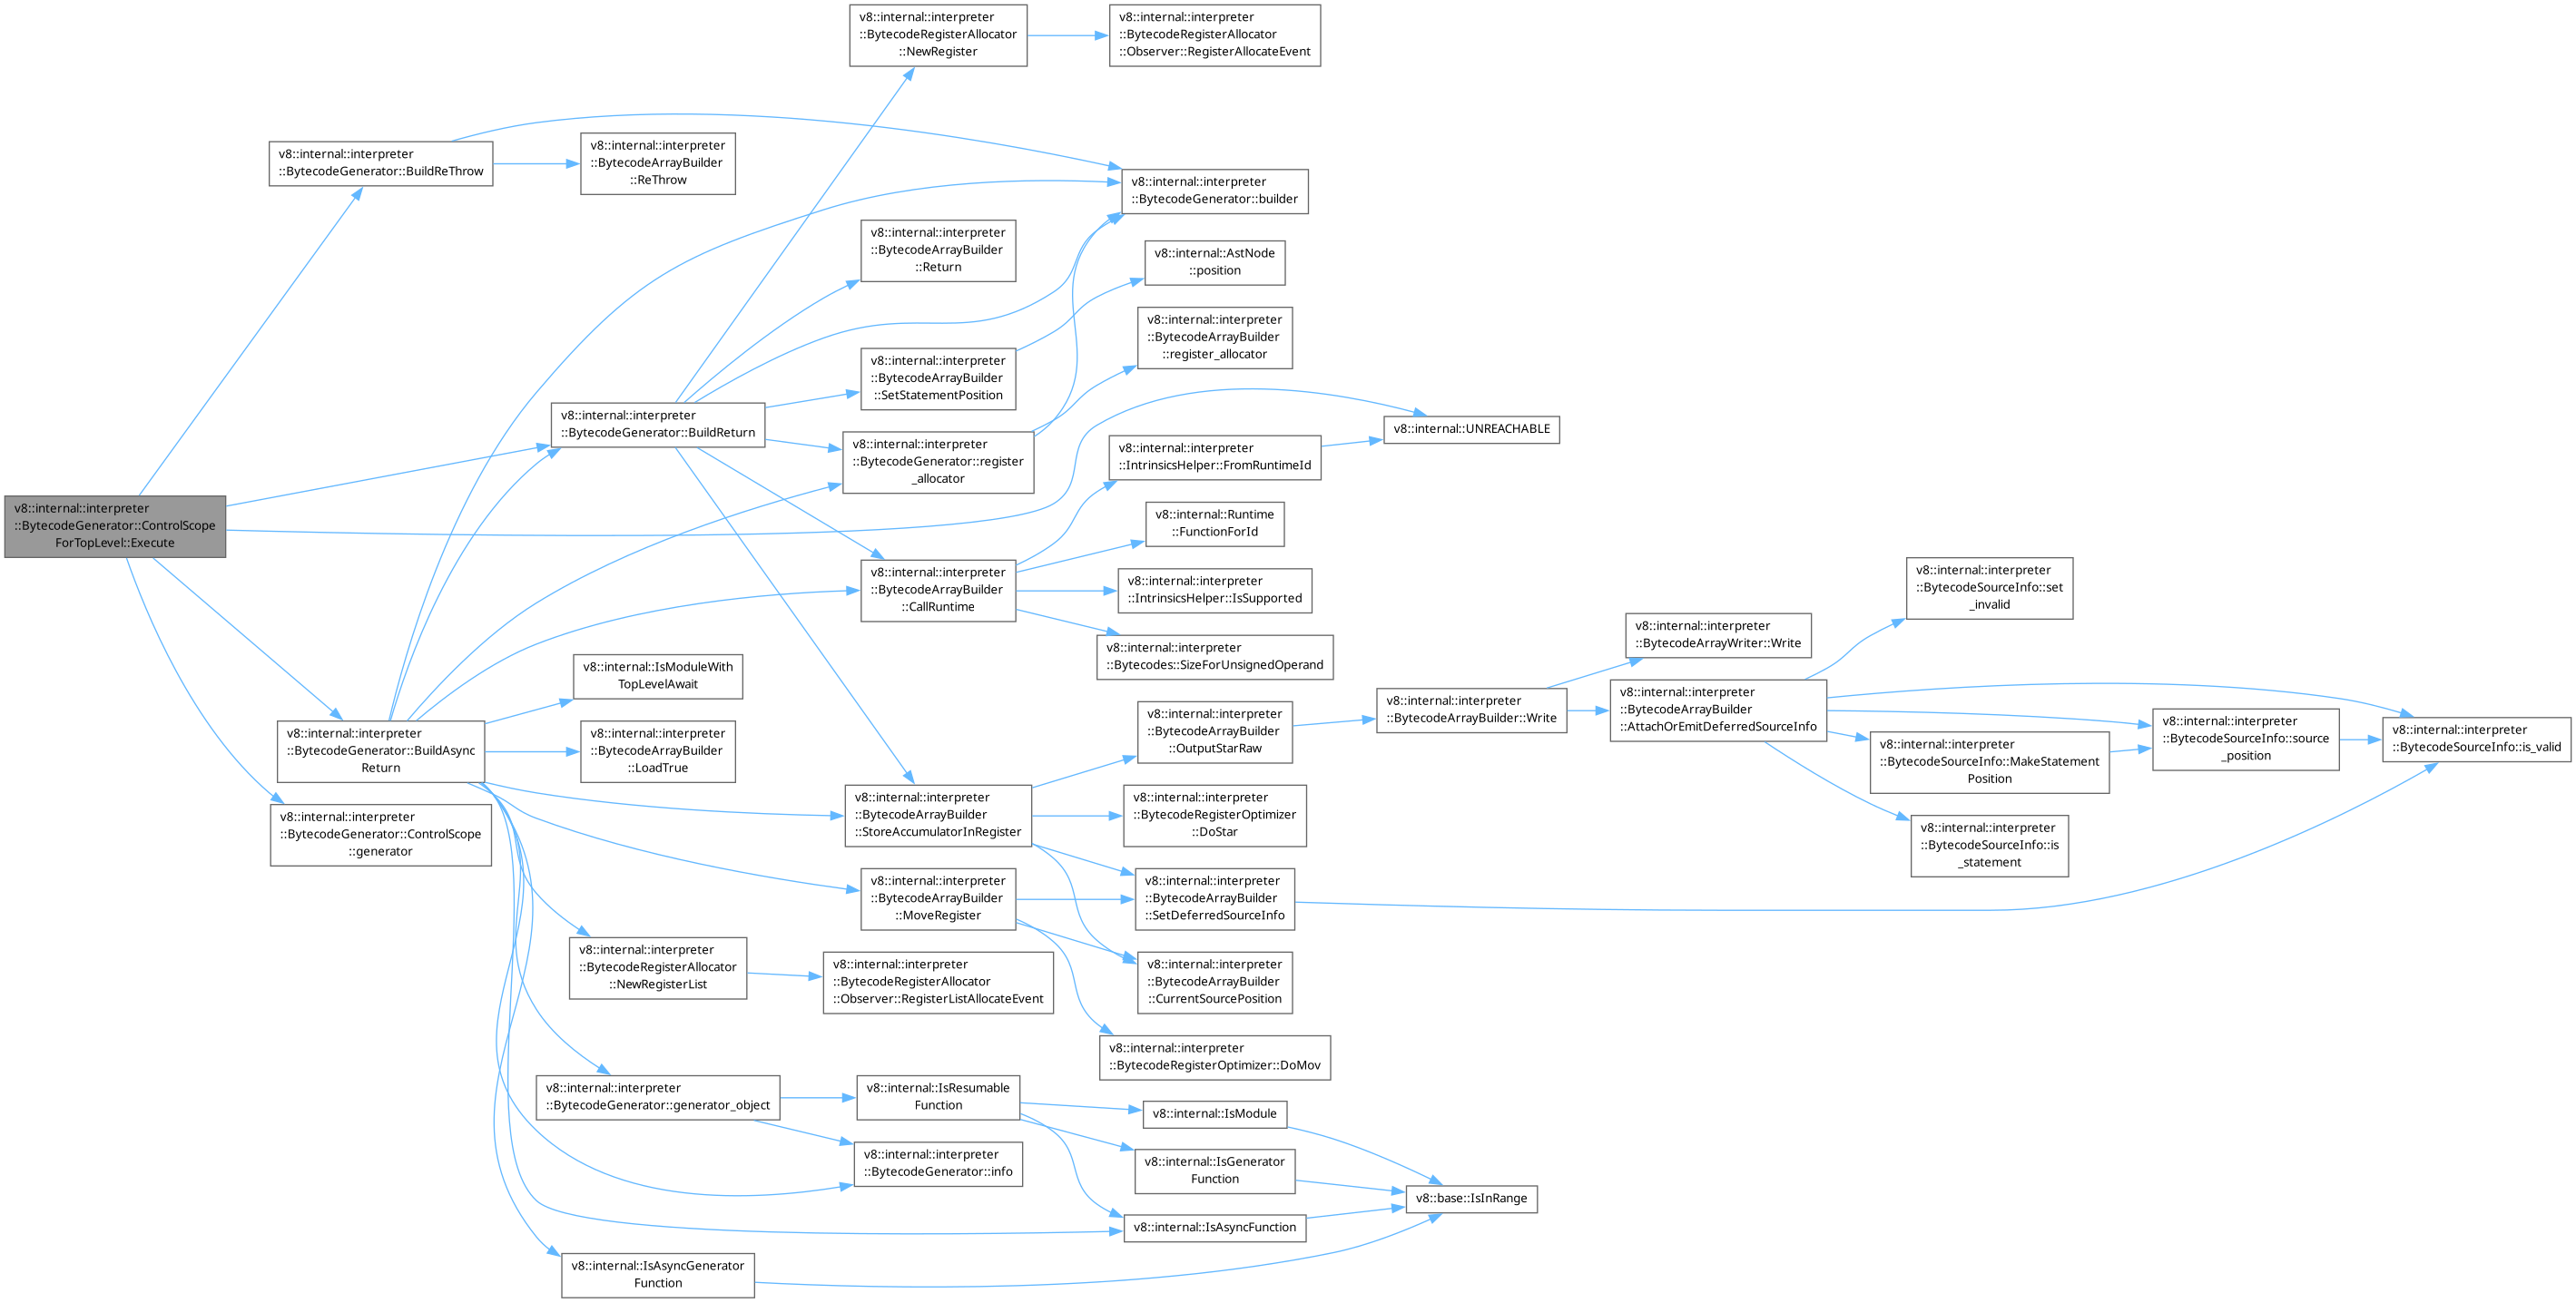 v8::internal::interpreter
::BytecodeGenerator::ControlScope
ForTopLevel::Execute
v8::internal::interpreter
::BytecodeGenerator::BuildReThrow
v8::internal::interpreter
::BytecodeGenerator::BuildAsync
Return
v8::internal::interpreter
::BytecodeGenerator::ControlScope
::generator
v8::internal::interpreter
::BytecodeArrayBuilder
::ReThrow
v8::internal::interpreter
::BytecodeGenerator::BuildReturn
v8::internal::IsModuleWith
TopLevelAwait
v8::internal::interpreter
::BytecodeArrayBuilder
::LoadTrue
v8::internal::interpreter
::BytecodeRegisterAllocator
::NewRegisterList
v8::internal::interpreter
::BytecodeGenerator::generator_object
v8::internal::IsAsyncGenerator
Function
v8::internal::interpreter
::BytecodeRegisterAllocator
::NewRegister
v8::internal::interpreter
::BytecodeArrayBuilder
::Return
v8::internal::interpreter
::BytecodeArrayBuilder
::SetStatementPosition
v8::internal::interpreter
::BytecodeGenerator::register
_allocator
v8::internal::interpreter
::BytecodeArrayBuilder
::CallRuntime
v8::internal::interpreter
::BytecodeArrayBuilder
::StoreAccumulatorInRegister
v8::internal::interpreter
::BytecodeArrayBuilder
::MoveRegister
v8::internal::interpreter
::BytecodeRegisterAllocator
::Observer::RegisterListAllocateEvent
v8::internal::IsResumable
Function
v8::internal::interpreter
::BytecodeGenerator::info
v8::internal::interpreter
::BytecodeRegisterAllocator
::Observer::RegisterAllocateEvent
v8::internal::interpreter
::BytecodeGenerator::builder
v8::internal::AstNode
::position
v8::internal::interpreter
::BytecodeArrayBuilder
::register_allocator
v8::internal::interpreter
::IntrinsicsHelper::FromRuntimeId
v8::internal::Runtime
::FunctionForId
v8::internal::interpreter
::IntrinsicsHelper::IsSupported
v8::internal::interpreter
::Bytecodes::SizeForUnsignedOperand
v8::internal::interpreter
::BytecodeArrayBuilder
::OutputStarRaw
v8::internal::interpreter
::BytecodeRegisterOptimizer
::DoStar
v8::internal::interpreter
::BytecodeArrayBuilder
::SetDeferredSourceInfo
v8::internal::interpreter
::BytecodeArrayBuilder
::CurrentSourcePosition
v8::internal::interpreter
::BytecodeRegisterOptimizer::DoMov
v8::internal::IsModule
v8::internal::IsGenerator
Function
v8::internal::IsAsyncFunction
v8::internal::UNREACHABLE
v8::internal::interpreter
::BytecodeArrayBuilder::Write
v8::base::IsInRange
v8::internal::interpreter
::BytecodeArrayWriter::Write
v8::internal::interpreter
::BytecodeArrayBuilder
::AttachOrEmitDeferredSourceInfo
v8::internal::interpreter
::BytecodeSourceInfo::set
_invalid
v8::internal::interpreter
::BytecodeSourceInfo::MakeStatement
Position
v8::internal::interpreter
::BytecodeSourceInfo::is
_statement
v8::internal::interpreter
::BytecodeSourceInfo::source
_position
v8::internal::interpreter
::BytecodeSourceInfo::is_valid